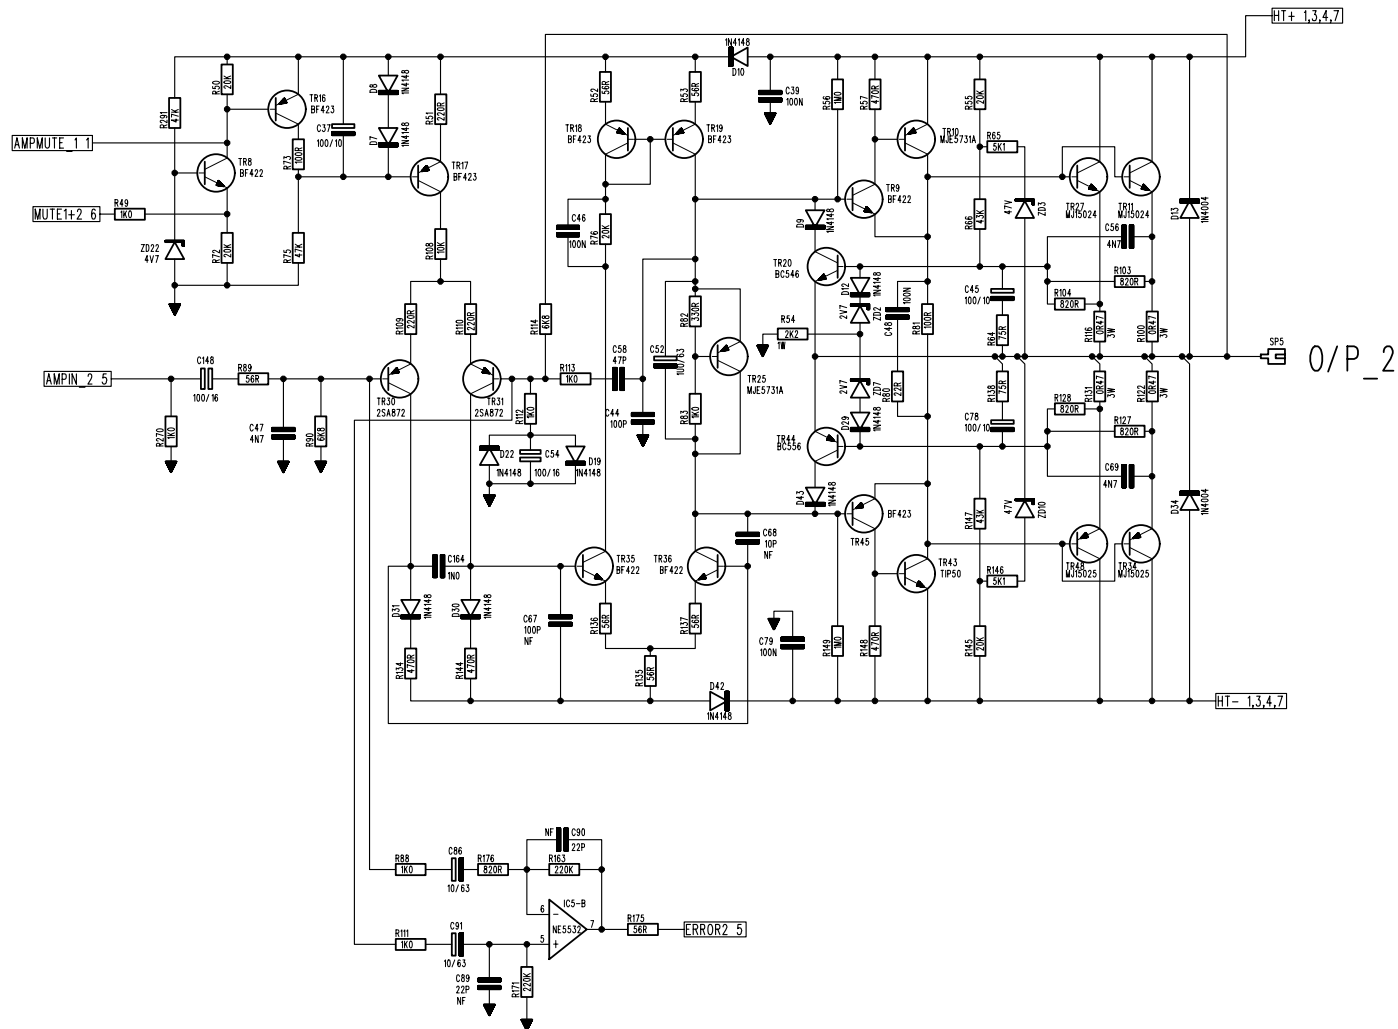 HT+ 1,3,4,7
1N4148
D10
R50
20K
TR16
BF423
D8
1N4148
R51
220R
R52
56R
R53
56R
C39
100N
R56
1M0
R57
470R
R55
20K
R291
47K
C37
100/10
D7
1N4148
TR18
BF423
TR19
BF423
TR10
MJE5731A
R65
5K1
AMPMUTE_1 1
R73
100R
TR8
BF422
TR17
BF423
TR9
BF422
TR27
MJ15024
TR11
MJ15024
MUTE1+2 6
R49
1K0
C46
100N
R76
20K
D9
1N4148
R66
43K
47V
ZD3
D13
1N4004
C56
4N7
ZD22
4V7
R72
20K
R75
47K
R108
10K
TR20
BC546
D12
1N4148
2V7
ZD2
C48
100N
C45
100/10
R103
820R
R104
820R
R109
220R
R110
220R
R114
6K8
R82
330R
R54
2K2
1W
R81
100R
R64
75R
R116
0R47
3W
R100
0R47
3W
SP5
O/P_2
C148
100/16
R89
56R
AMPIN_2 5
R113
1K0
C58
47P
C52
100/63
TR25
MJE5731A
TR30
2SA872
TR31
2SA872
R112
1K0
C44
100P
R83
1K0
2V7
ZD7
R80
22R
R138
75R
R131
0R47
3W
R122
0R47
3W
R128
820R
R127
820R
R270
1K0
C47
4N7
R90
6K8
D29
1N4148
C78
100/10
TR44
BC556
D22
1N4148
C54
100/16
D19
1N4148
C69
4N7
D43
1N4148
BF423
TR45
R147
43K
47V
ZD10
D34
1N4004
C68
10P
NF
C164
1N0
TR35
BF422
TR36
BF422
TR43
TIP50
R146
5K1
TR48
MJ15025
TR34
MJ15025
D31
1N4148
D30
1N4148
C67
100P
NF
R136
56R
R137
56R
C79
100N
R149
1M0
R148
470R
R145
20K
R134
470R
R144
470R
R135
56R
D42
1N4148
HT- 1,3,4,7
NF
C90
22P
R88
1K0
C86
10/63
R176
820R
R163
220K
IC5-B
6
NE5532
7
5
R175
56R
ERROR2 5
R111
1K0
C91
10/63
C89
22P
NF
R171
220K